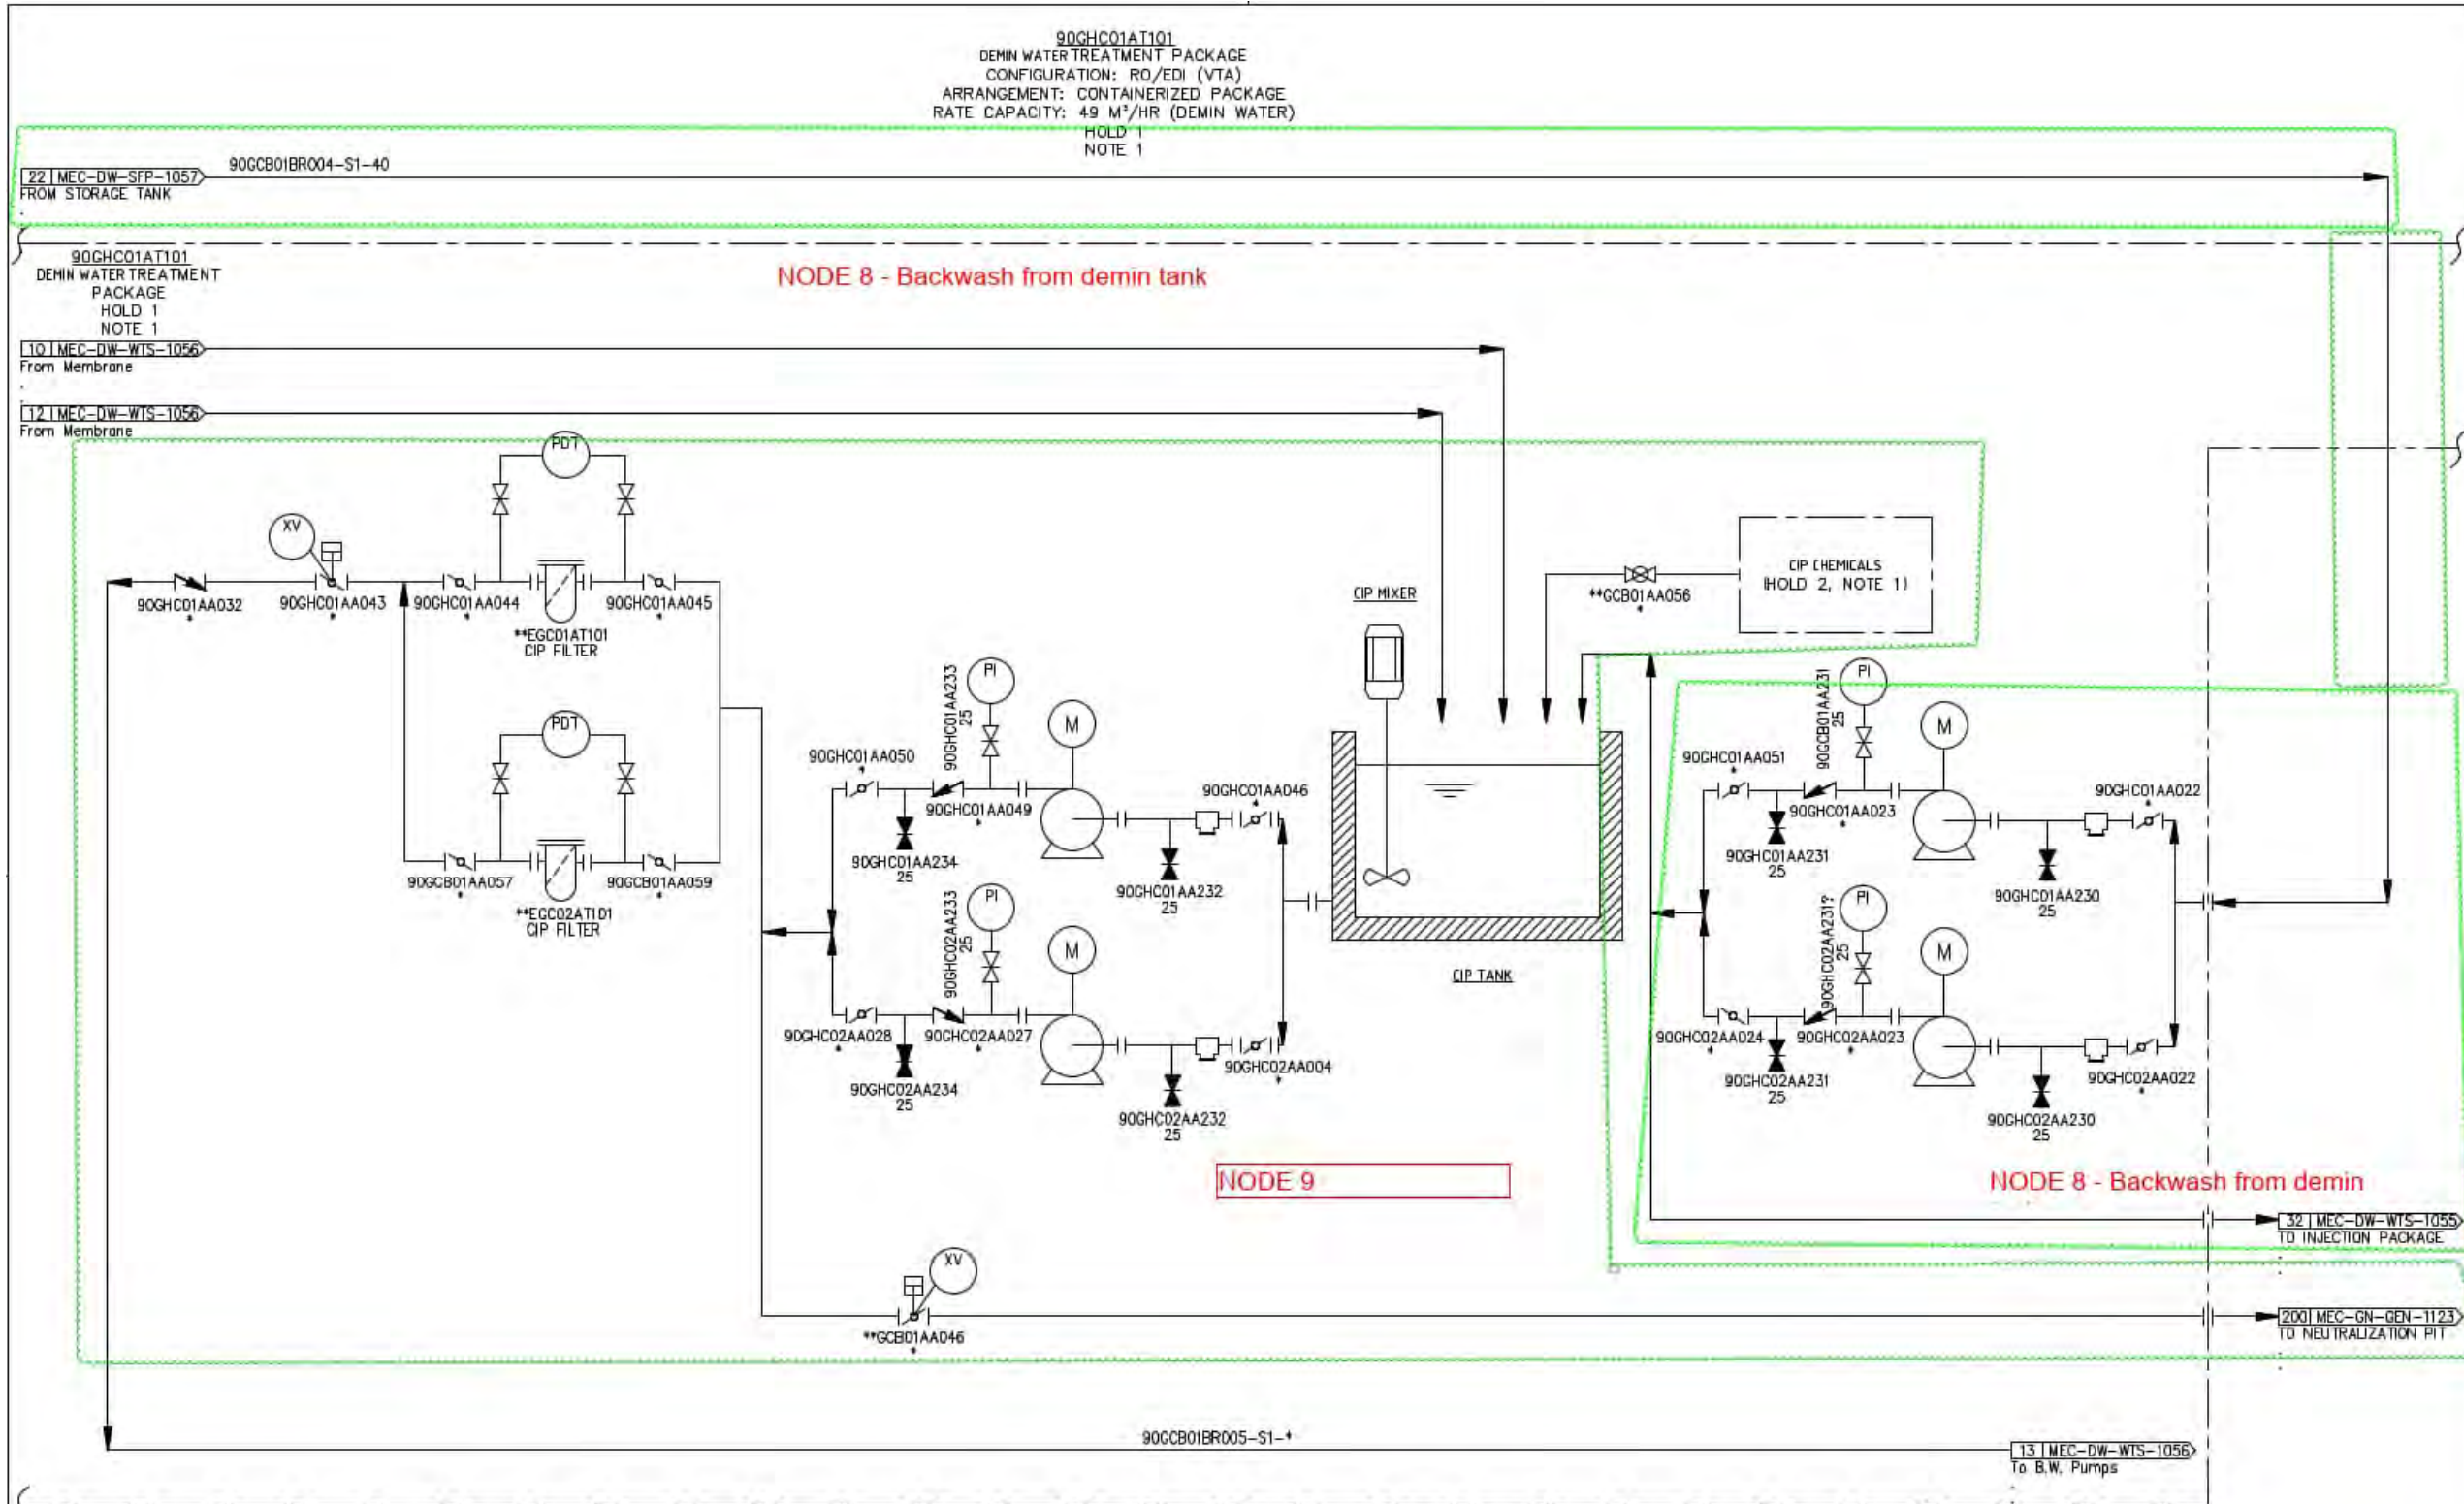 90GHC01AT101
DEMIN WATER TREATMENT PACKAGE
CONFIGURATION: RO/EDI (VTA)
ARRANGEMENT: CONTAINERIZED PACKAGE
RATE CAPACITY: 49 M³/HR (DEMIN WATER)
HOLD 1
NOTE 1
22 | MEC-DW-SFP-1057
FROM STORAGE TANK
90GCB01BR004-S1-40
90GHC01AT101
DEMIN WATER TREATMENT
PACKAGE
HOLD 1
NOTE 1
NODE 8 - Backwash from demin tank
10 | MEC-DW-WTS-1056
From Membrane
12 | MEC-DW-WTS-1056
From Membrane
PDT
XV
90GHC01AA032
*
90GHC01AA043
*
90GHC01AA044
*
90GHC01AA045
*
**EGC01AT101
CIP FILTER
PDT
90GCB01AA057
*
90GCB01AA059
*
**EGC02AT101
CIP FILTER
CIP CHEMICALS
(HOLD 2, NOTE 1)
**GCB01AA056
*
CIP MIXER
90GHC01AA233
25
PI
M
90GHC01AA050
*
90GHC01AA049
*
90GHC01AA046
*
90GHC01AA234
25
90GHC01AA232
25
90GHC02AA233
25
PI
M
90GHC02AA028
*
90GHC02AA027
*
90GHC02AA004
*
90GHC02AA234
25
90GHC02AA232
25
CIP TANK
90GCB01AA231
25
PI
M
90GHC01AA051
*
90GHC01AA023
*
90GHC01AA022
*
90GHC01AA231
25
90GHC01AA230
25
90GHC02AA231?
25
PI
M
90GHC02AA024
*
90GHC02AA023
*
90GHC02AA022
*
90GHC02AA231
25
90GHC02AA230
25
NODE 9
NODE 8 - Backwash from demin
32 | MEC-DW-WTS-1055
TO INJECTION PACKAGE
XV
**GCB01AA046
*
200 | MEC-GN-GEN-1123
TO NEUTRALIZATION PIT
90GCB01BR005-S1-*
13 | MEC-DW-WTS-1056
To B.W. Pumps